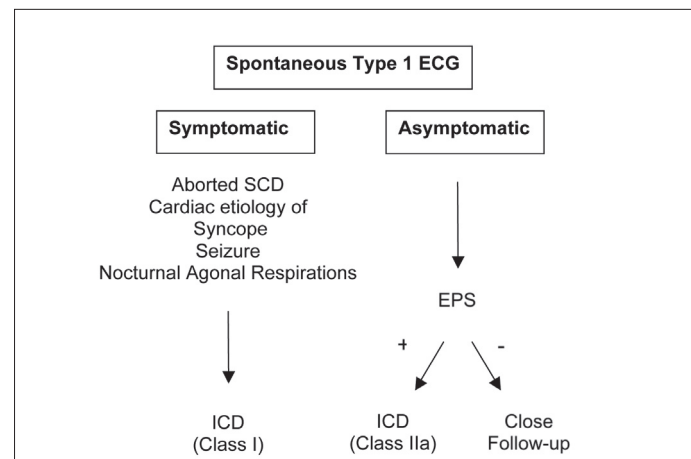 Spontaneous Type 1 ECG
Symptomatic
Asymptomatic
Aborted SCD
Cardiac etiology of
Syncope
Seizure
Nocturnal Agonal Respirations
EPS
+
-
ICD
(Class I)
ICD
(Class IIa)
Close
Follow-up